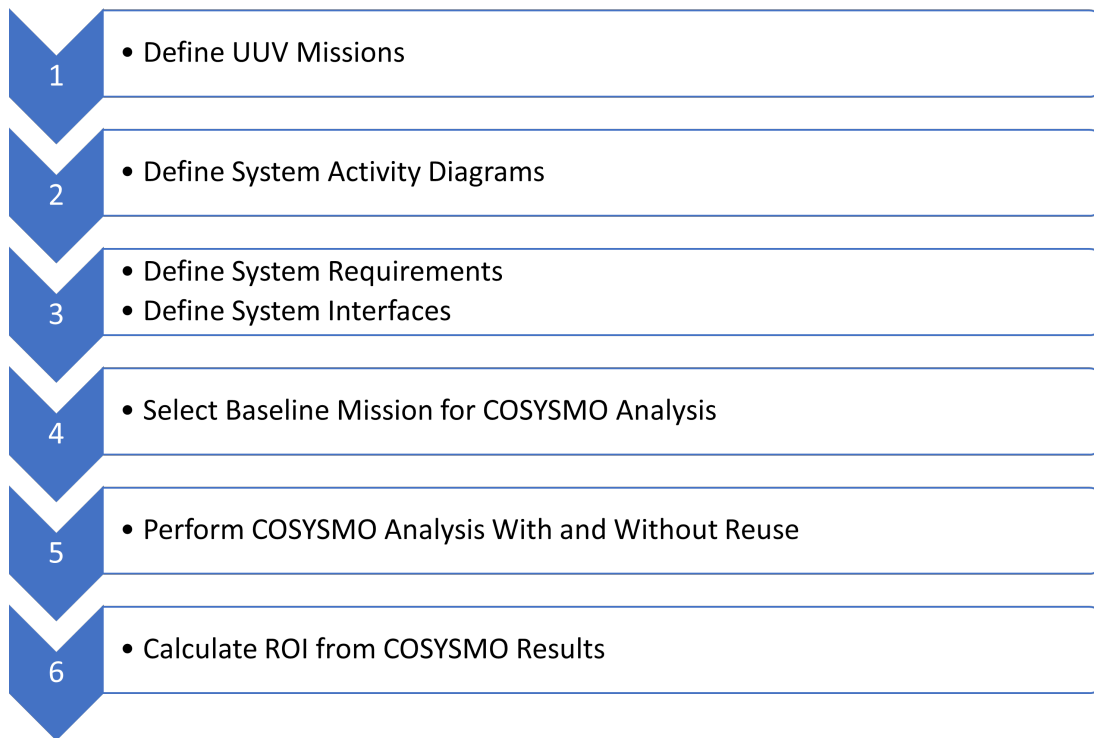 1
• Define UUV Missions
2
• Define System Activity Diagrams
3
• Define System Requirements
• Define System Interfaces
4
• Select Baseline Mission for COSYSMO Analysis
5
• Perform COSYSMO Analysis With and Without Reuse
6
• Calculate ROI from COSYSMO Results